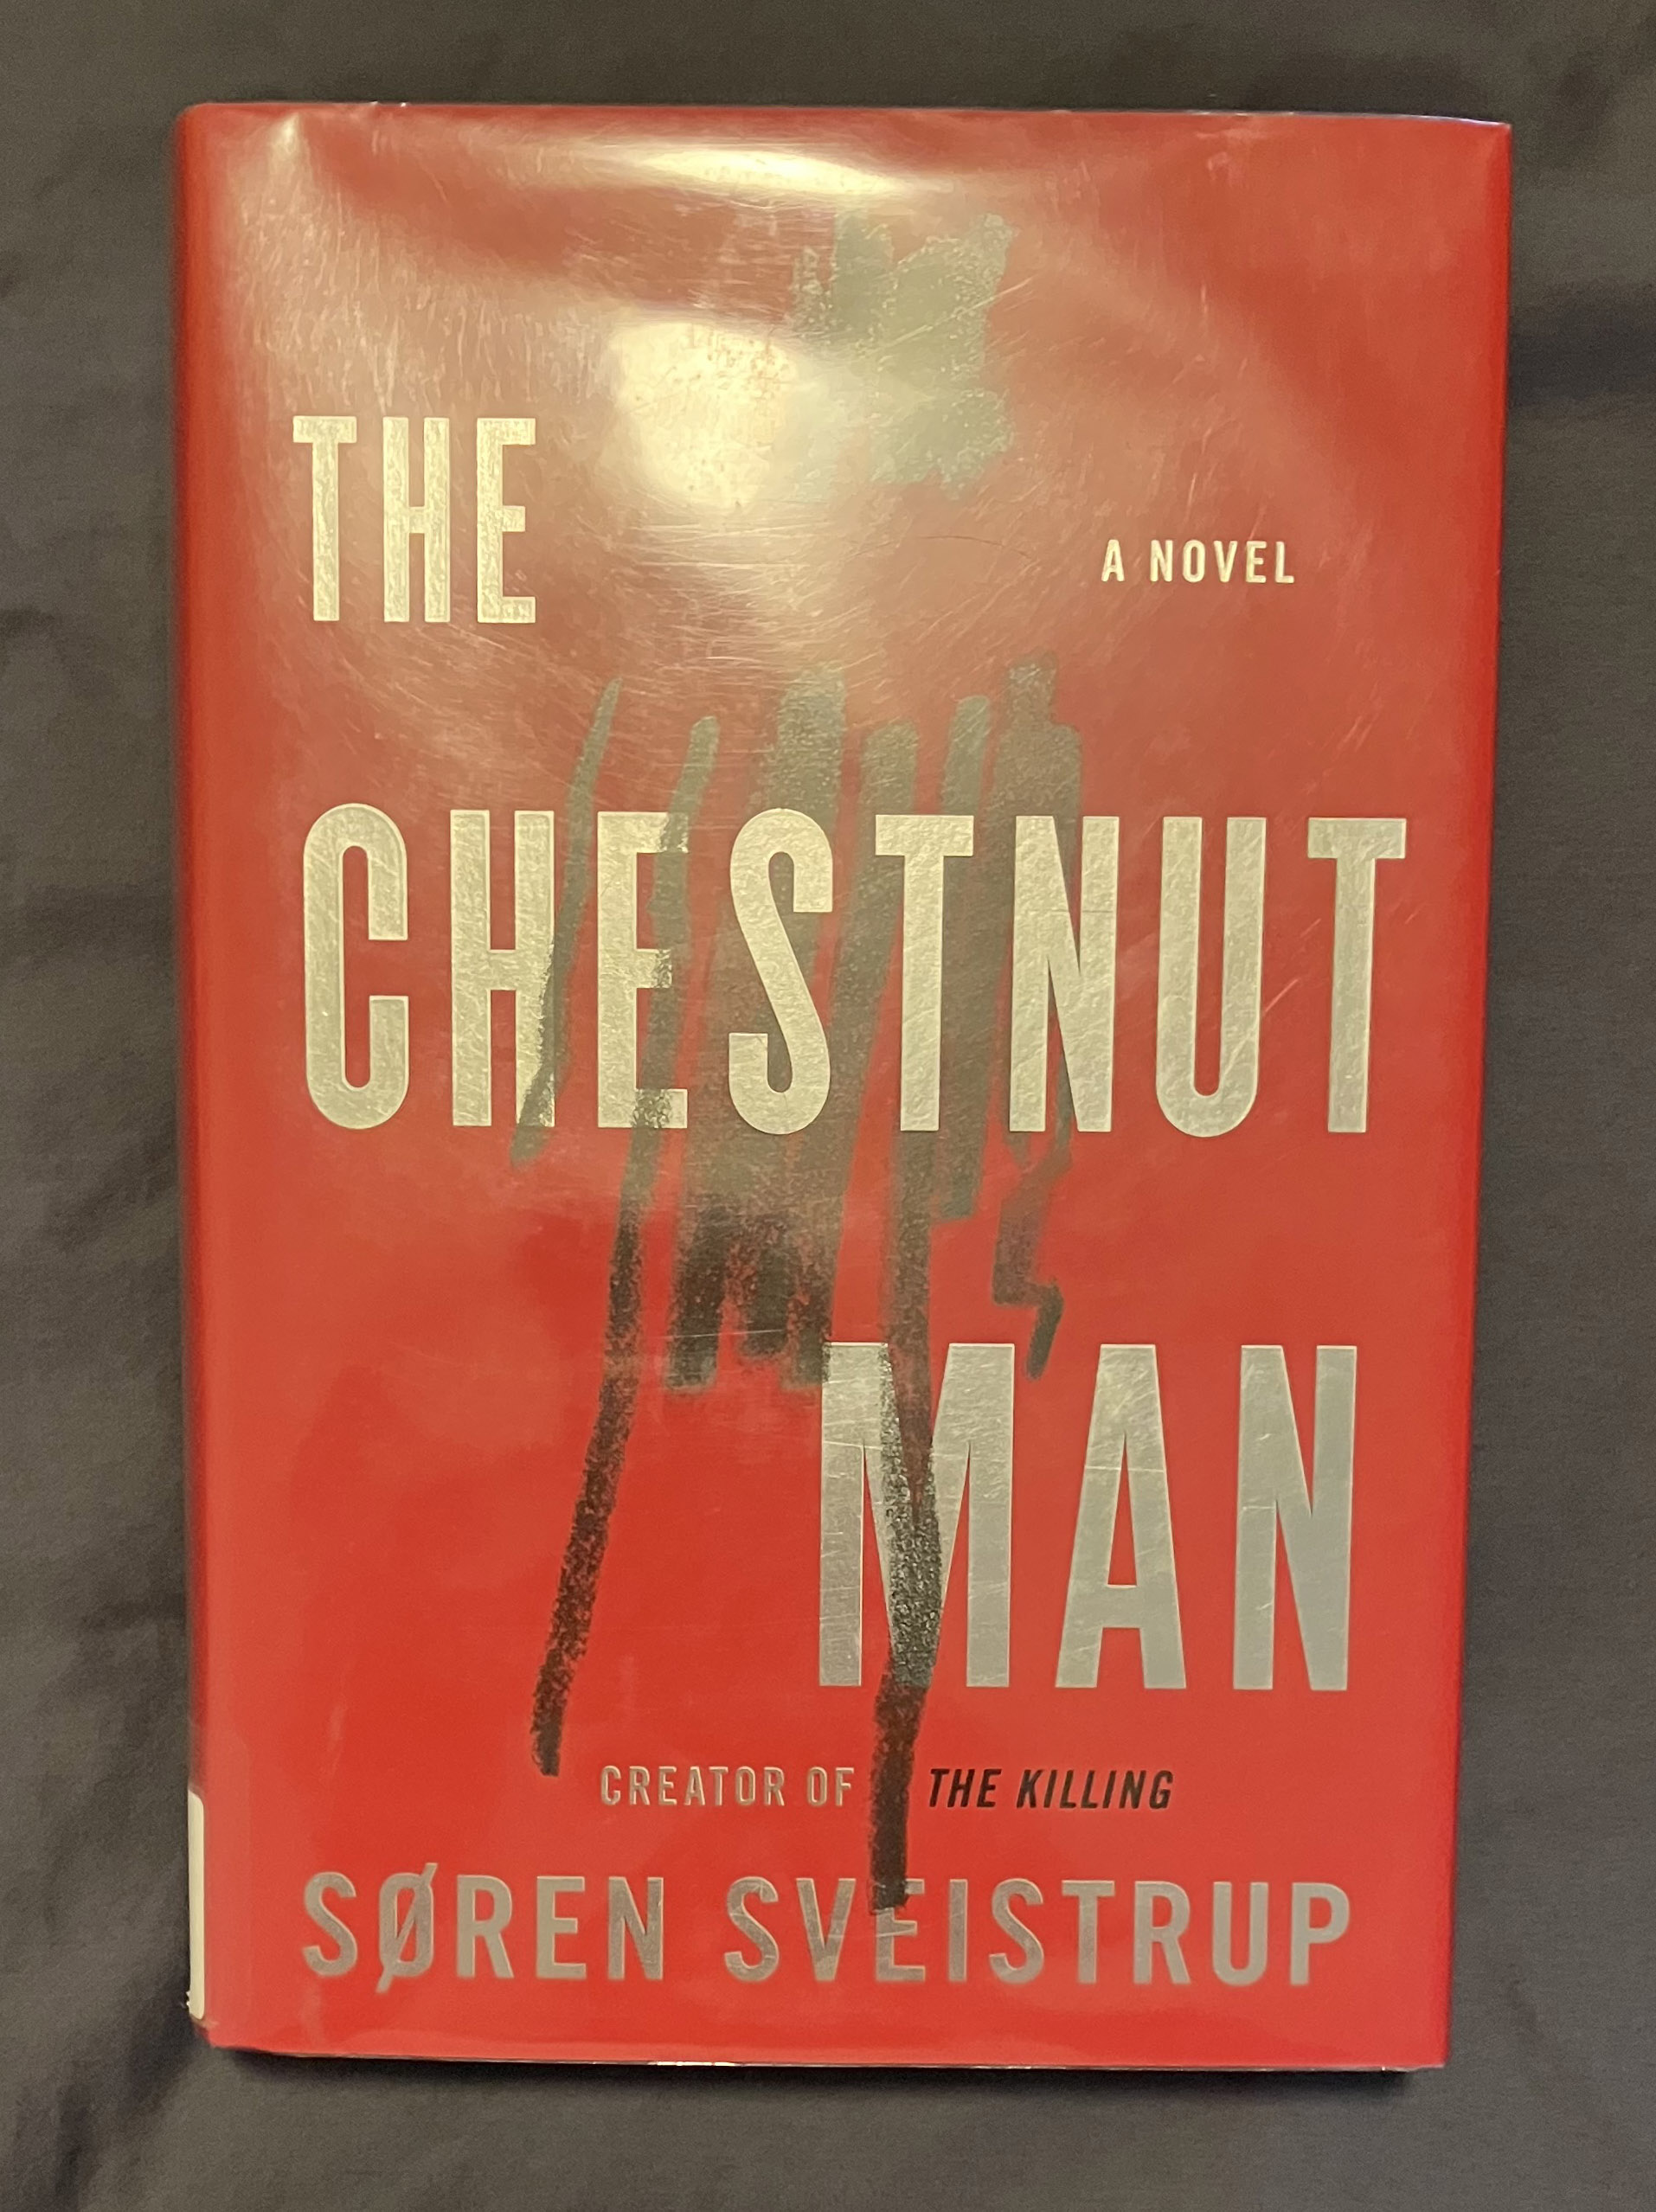 THE
A NOVEL
CHESTNUT
MAN
CREATOR OF THE KILLING
SØREN SVEISTRUP